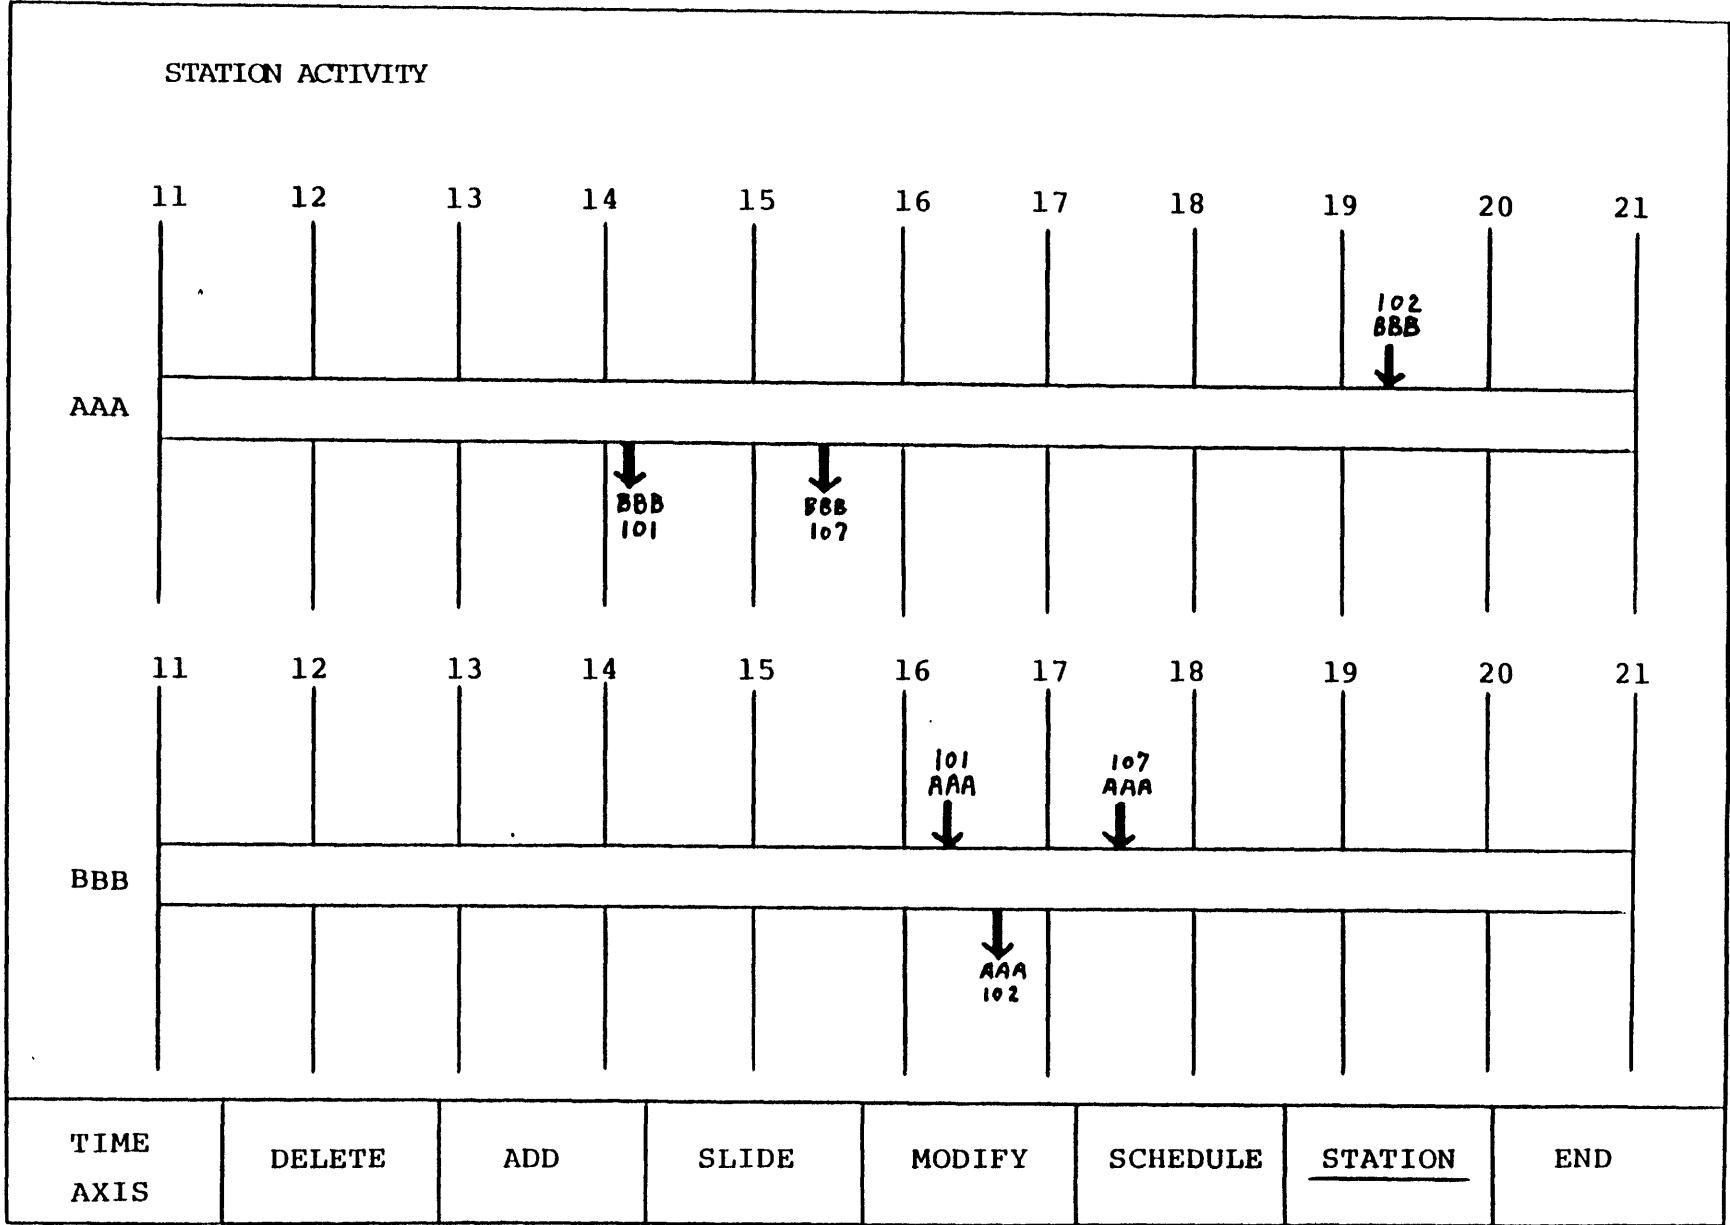 STATION ACTIVITY
11 12 13 14 15 16 17 18 19 20 21
102
BBB
AAA
BBB BBB
101 107
11 12 13 14 15 16 17 18 19 20 21
101 107
AAA AAA
BBB
AAA
102
TIME AXIS
DELETE
ADD
SLIDE
MODIFY
SCHEDULE
STATION
END